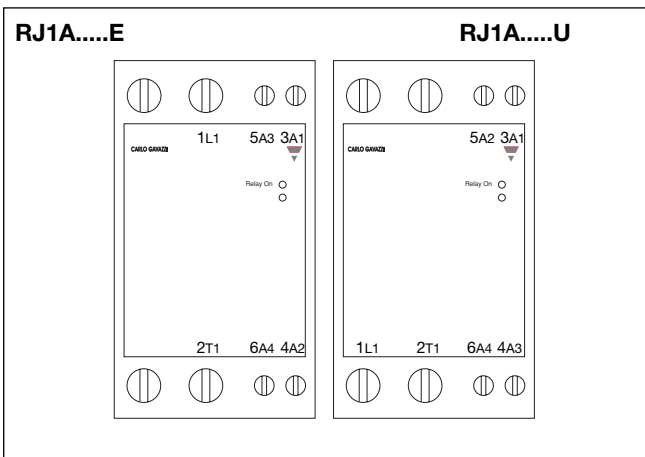 RJ1A.....E
RJ1A.....U
1L1 5A3 3A1
CARLO GAVAZZI
Relay On
2T1 6A4 4A2
5A2 3A1
CARLO GAVAZZI
Relay On
1L1 2T1 6A4 4A3